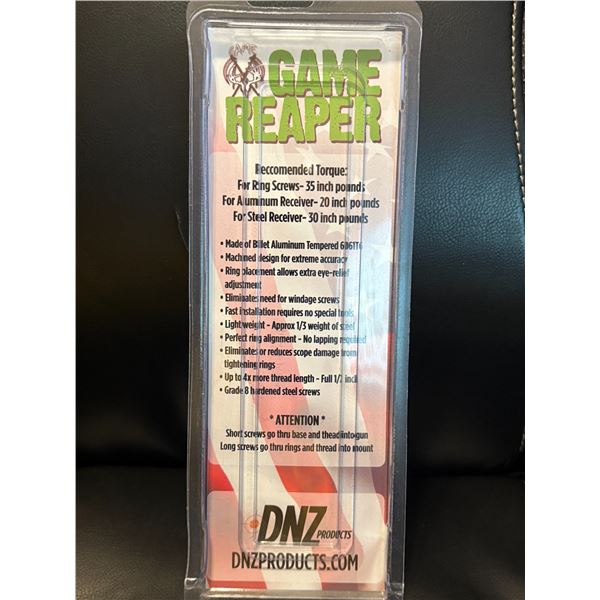 GAME
REAPER
Reccomended Torque:
For Ring Screws- 35 inch pounds
For Aluminum Receiver- 20 inch pounds
For Steel Receiver- 30 inch pounds
• Made of Billet Aluminum Tempered 6061T6
• Machined design for extreme accuracy
• Ring placement allows extra eye-relief
adjustment
• Eliminates need for windage screws
• Fast installation requires no special tools
• Light weight - Approx 1/3 weight of steel
• Perfect ring alignment - No lapping required
• Eliminates or reduces scope damage from
tightening rings
• Up to 4x more thread length - Full 1/2 inch
• Grade 8 hardened steel screws
* ATTENTION *
Short screws go thru base and thead into gun
Long screws go thru rings and thread into mount
DNZ PRODUCTS
DNZPRODUCTS.COM